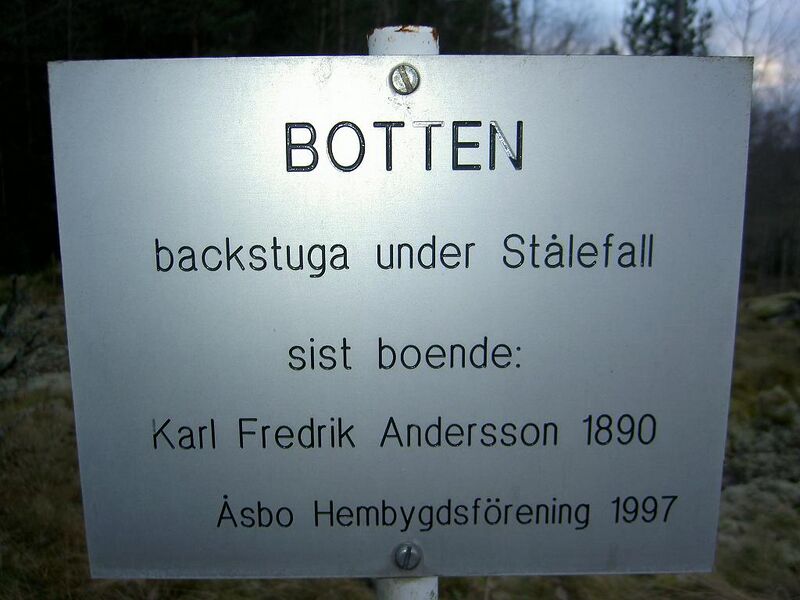 BOTTEN
backstuga under Stålefall
sist boende:
Karl Fredrik Andersson 1890
Åsbo Hembygdsförening 1997